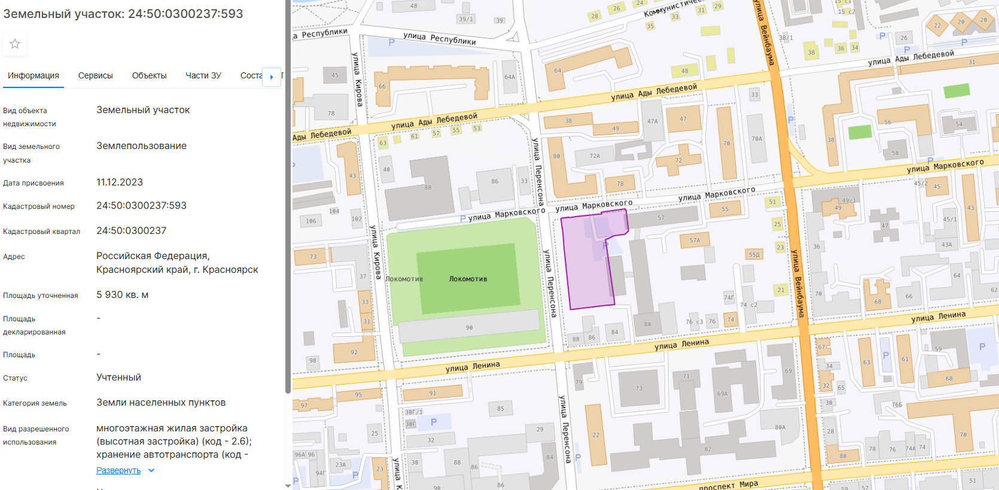 Земельный участок: 24:50:0300237:593
Информация
Сервисы
Объекты
Части ЗУ
Соста
Вид объекта недвижимости
Земельный участок
Вид земельного участка
Землепользование
Дата присвоения
11.12.2023
Кадастровый номер
24:50:0300237:593
Кадастровый квартал
24:50:0300237
Адрес
Российская Федерация,
Красноярский край, г. Красноярск
Площадь уточненная
5 930 кв. м
Площадь декларированная
-
Площадь
-
Статус
Учтенный
Категория земель
Земли населенных пунктов
Вид разрешенного использования
многоэтажная жилая застройка
(высотная застройка) (код - 2.6);
хранение автотранспорта (код -
Развернуть
48
39/1
39
28
26
24
29
31
33
35
Коммунистичес
15 с1
15 с2
22
20
20
а Республики
улица Республики
P
улица Кирова
улица Вейнбаума
38/1
38
36
34
26
P
P
P
улица Ады Лебедевой
31
45
66
64А
64
48
78
улица Ады Лебедевой
33
47А
47
70
70А
P
38
56
54
58
Ады Лебедевой
улица Ады Лебедевой
63
61
57
55
53
38
49
P
43
40
88
86
33
улица Перенсона
80
72А
72
78
P
улица Марковского
45/2
45
43
улица Марковского
улица Марковского
улица Марковского
104
106
102
P
57
55
51
49/1
49
25
47
45/1
43А
73
37
33
31
улица Кирова
Локомотив
Локомотив
90
улица Перенсона
P
57А
55Д
23
21
улица Вейнбаума
36
70
68
66
64
62
74Г
74 с2
76 с3
76
74
80
84
86
88
92
98
улица Ленина
улица Ленина
улица Ленина
95
97
91
79
73
71
69А
69
67
34
32
65
30
28
63
P
61
59
P
68
76Б
70
30Г/1
30Г
P
85
25
32
29
22
улица Перенсона
82
80А
80
78
76
74А
74
96А
96
94Г
23А
23
30
88
86
84
90
86
P
P
P
улица К
проспект Мира
59
57
51